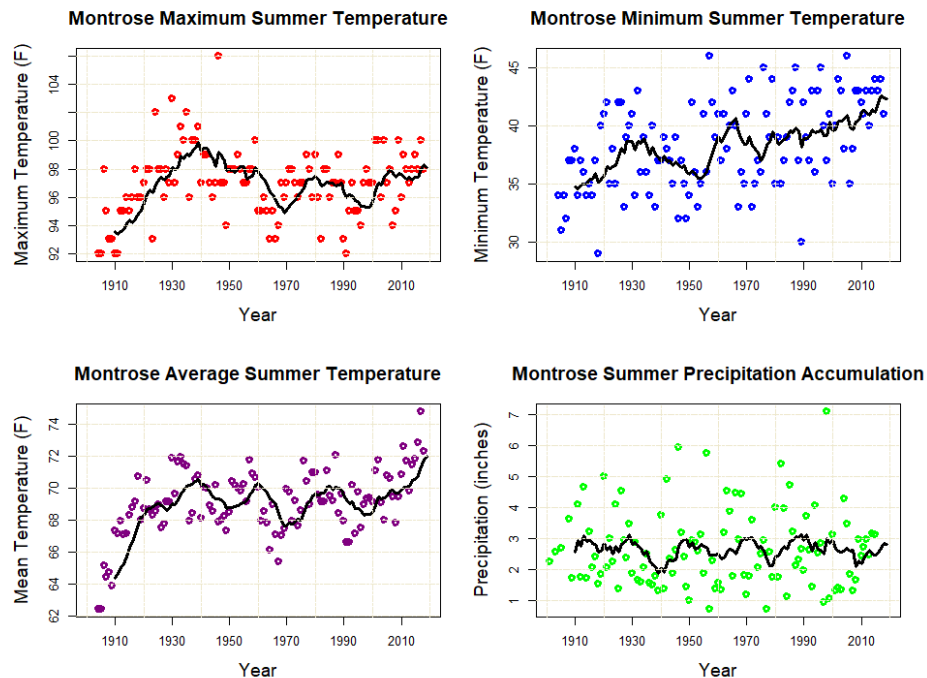 Montrose Maximum Summer Temperature
Maximum Temperature (F)
92 94 96 98 100 104
1910 1930 1950 1970 1990 2010
Year
Montrose Minimum Summer Temperature
Minimum Temperature (F)
30 35 40 45
1910 1930 1950 1970 1990 2010
Year
Montrose Average Summer Temperature
Mean Temperature (F)
62 64 66 68 70 72 74
1910 1930 1950 1970 1990 2010
Year
Montrose Summer Precipitation Accumulation
Precipitation (inches)
1 2 3 4 5 6 7
1910 1930 1950 1970 1990 2010
Year